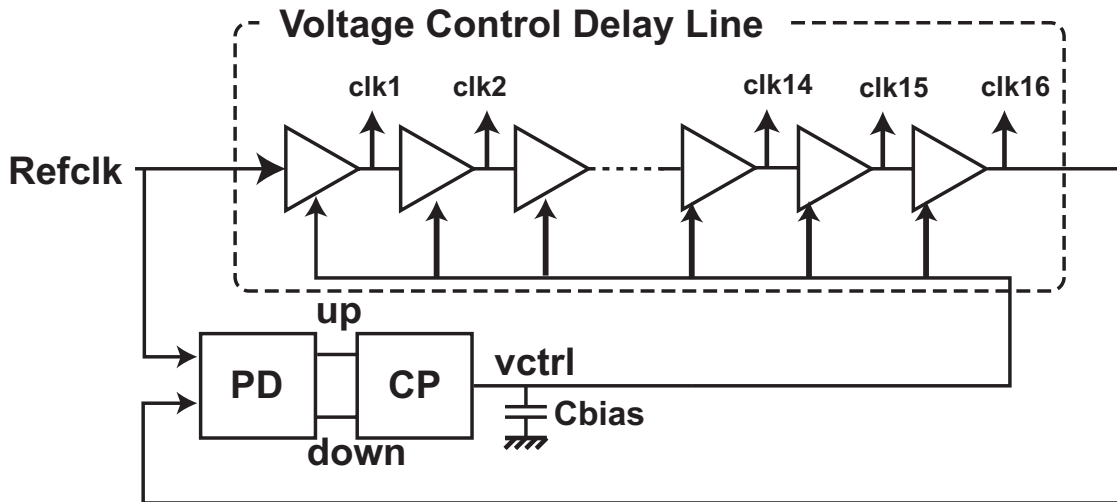 Voltage Control Delay Line
clk1
clk2
clk14
clk15
clk16
Refclk
up
PD
CP
vctrl
Cbias
down